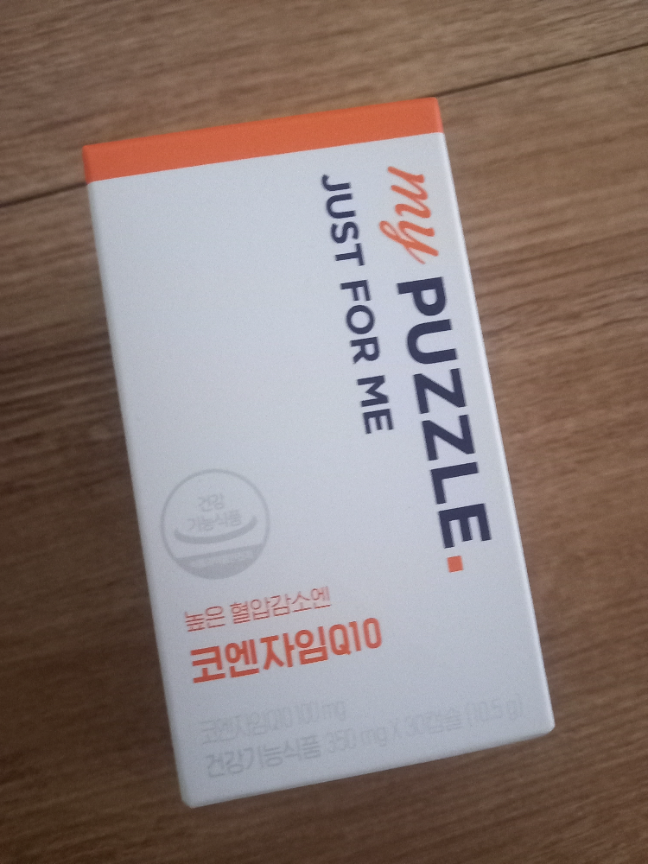 my PUZZLE.
JUST FOR ME
건강
기능식품
높은 혈압감소엔
코엔자임Q10
코엔자임Q10 100 mg
건강기능식품 350 mg X 30캡슐 (10.5 g)